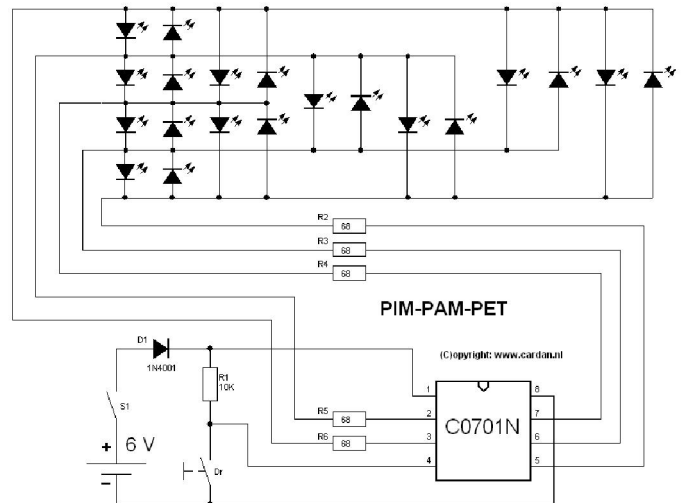 R2
68
R3
68
R4
68
PIM-PAM-PET
D1
1N4001
(C)opyright: www.cardan.nl
R1
10K
S1
1
8
R5
68
2
7
C0701N
R6
68
3
6
+
6 V
4
5
Dr
-